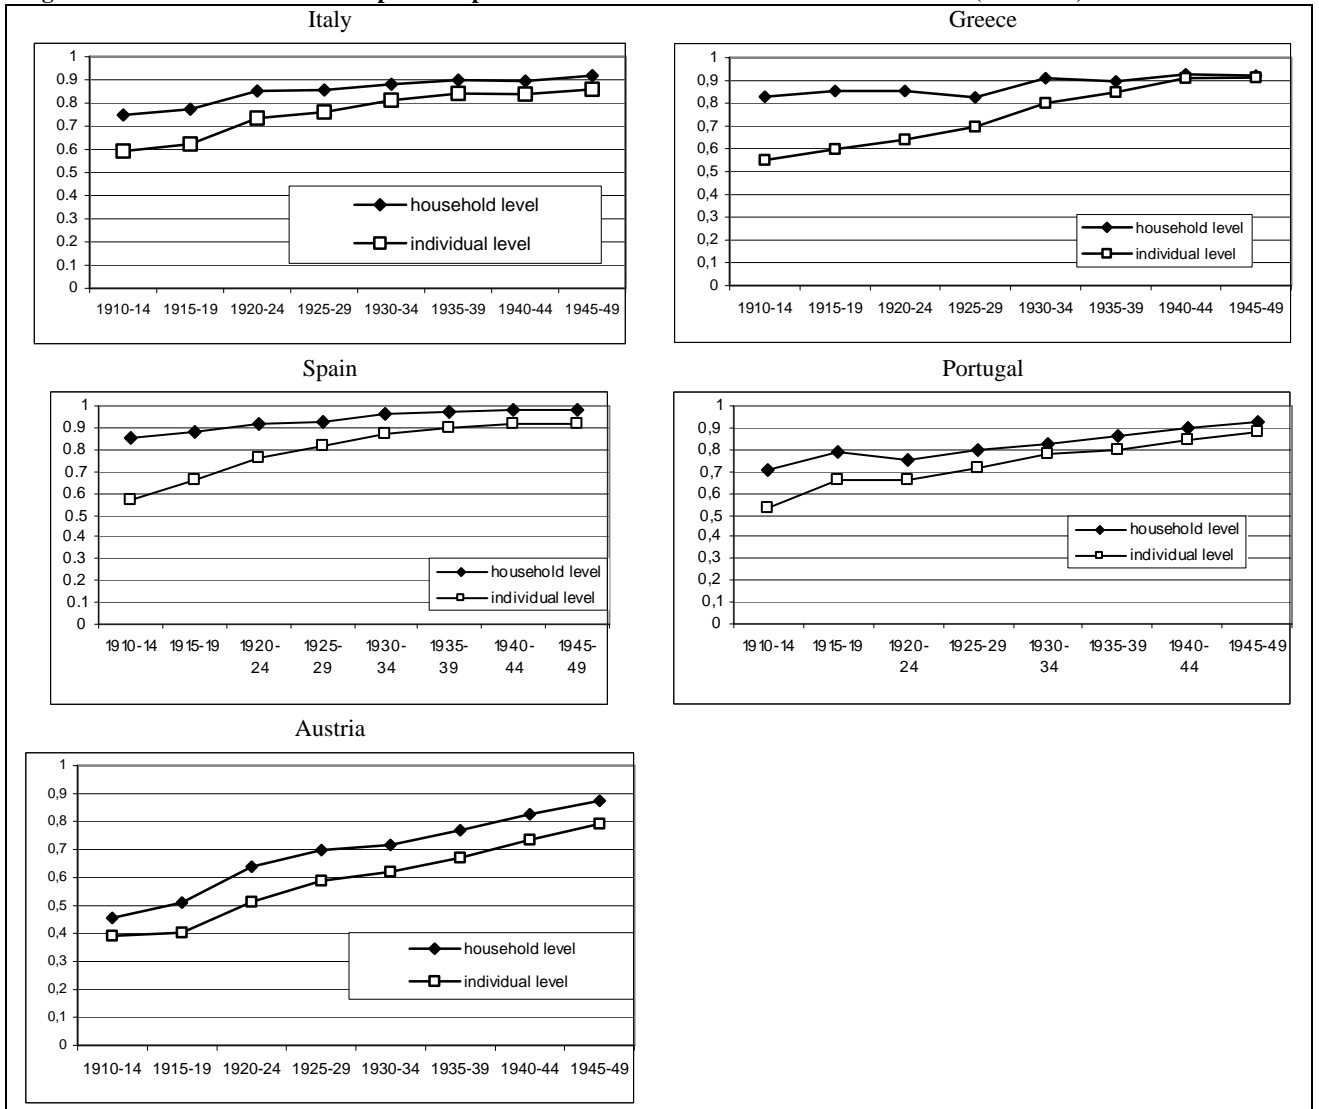 Italy
1
0.9
0.8
0.7
0.6
0.5
0.4
0.3
0.2
0.1
0
household level
individual level
1910-14 1915-19 1920-24 1925-29 1930-34 1935-39 1940-44 1945-49
Greece
1
0,9
0,8
0,7
0,6
0,5
0,4
0,3
0,2
0,1
0
household level
individual level
1910-14 1915-19 1920-24 1925-29 1930-34 1935-39 1940-44 1945-49
Spain
1
0.9
0.8
0.7
0.6
0.5
0.4
0.3
0.2
0.1
0
household level
individual level
1910-14 1915-19 1920- 1925- 1930- 1935- 1940- 1945-
24 29 34 39 44 49
Portugal
1
0,9
0,8
0,7
0,6
0,5
0,4
0,3
0,2
0,1
0
household level
individual level
1910-14 1915-19 1920- 1925-29 1930- 1935-39 1940- 1945-49
24 34 44
Austria
1
0,9
0,8
0,7
0,6
0,5
0,4
0,3
0,2
0,1
0
household level
individual level
1910-14 1915-19 1920-24 1925-29 1930-34 1935-39 1940-44 1945-49